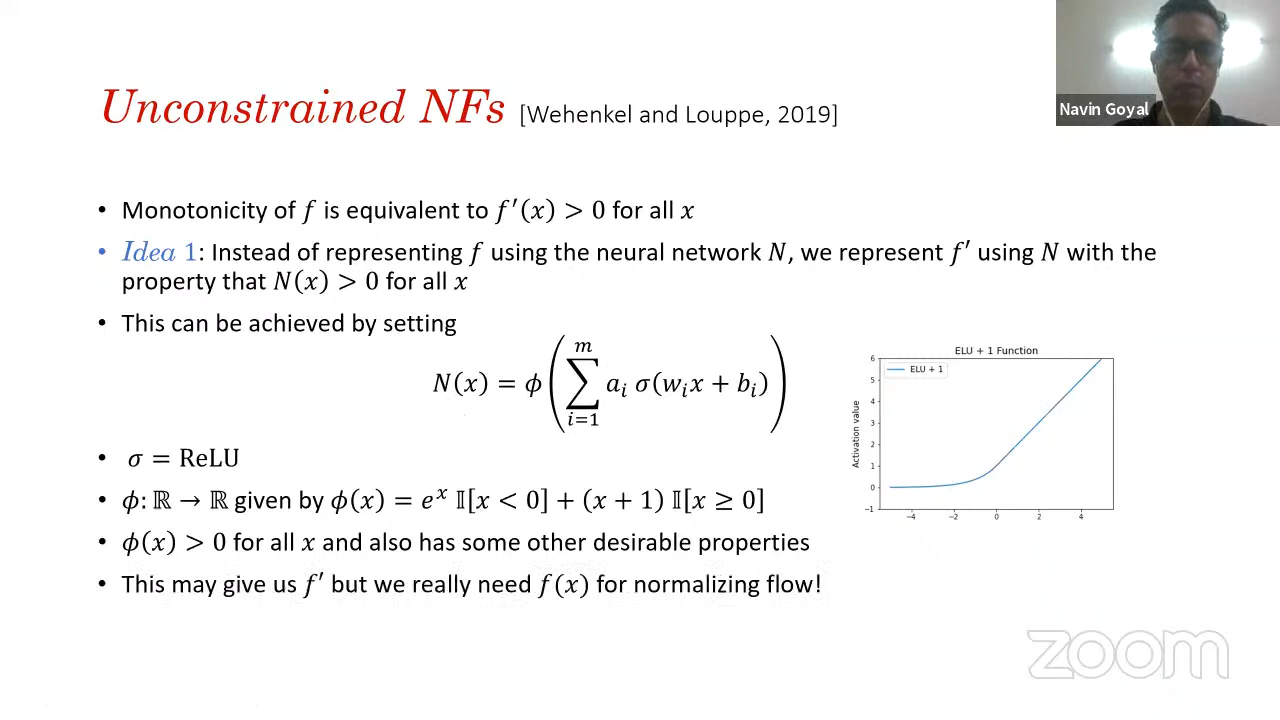 Unconstrained NFs [Wehenkel and Louppe, 2019]
Navin Goyal
• Monotonicity of f is equivalent to f′(x) > 0 for all x
• Idea 1: Instead of representing f using the neural network N, we represent f′ using N with the
property that N(x) > 0 for all x
• This can be achieved by setting
N(x) = ϕ(∑_{i=1}^{m} a_i σ(w_i x + b_i))
ELU + 1 Function
ELU + 1
Activation value
6
5
4
3
2
1
0
−1
−4 −2 0 2 4
• σ = ReLU
• ϕ: ℝ → ℝ given by ϕ(x) = e^x 𝕀[x < 0] + (x + 1) 𝕀[x ≥ 0]
• ϕ(x) > 0 for all x and also has some other desirable properties
• This may give us f′ but we really need f(x) for normalizing flow!
zoom